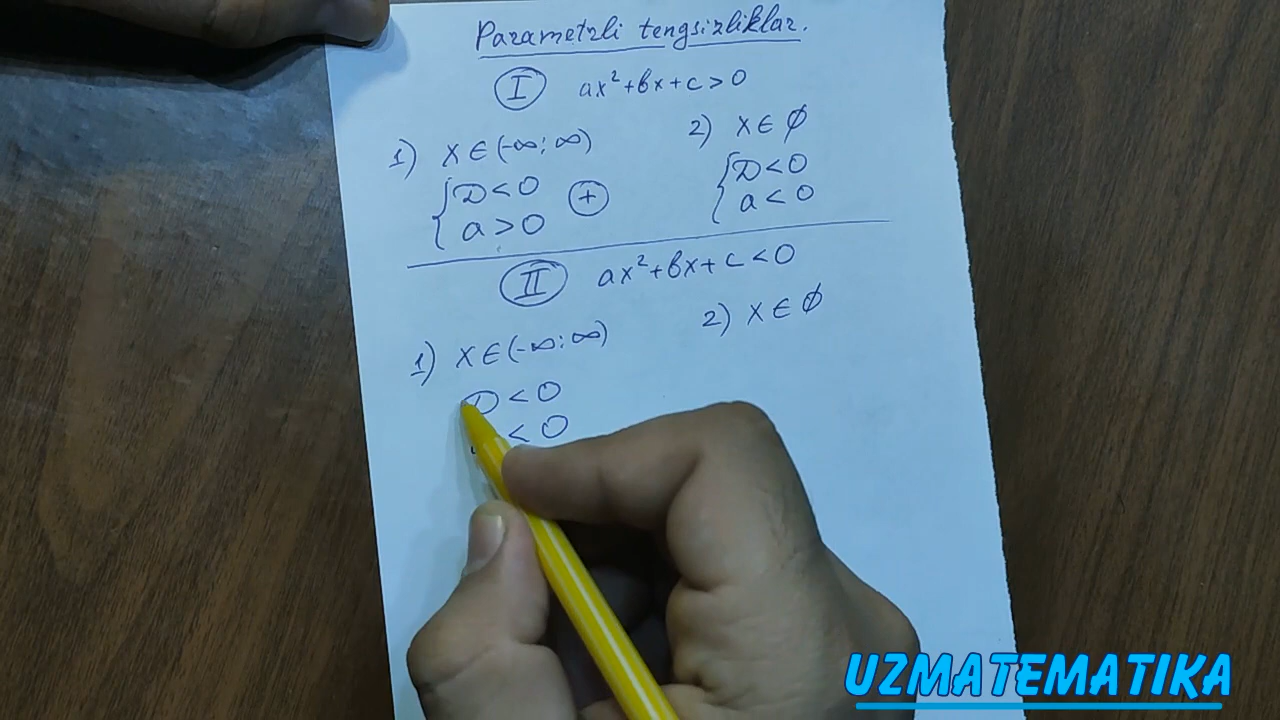 Parametrli tengsizliklar.
I ax²+bx+c>0
1) x∈(-∞;∞)
{D<0
a>0
+
2) x∈∅
{D<0
a<0
II ax²+bx+c<0
1) x∈(-∞;∞)
D<0
<0
2) x∈∅
UZMATEMATIKA